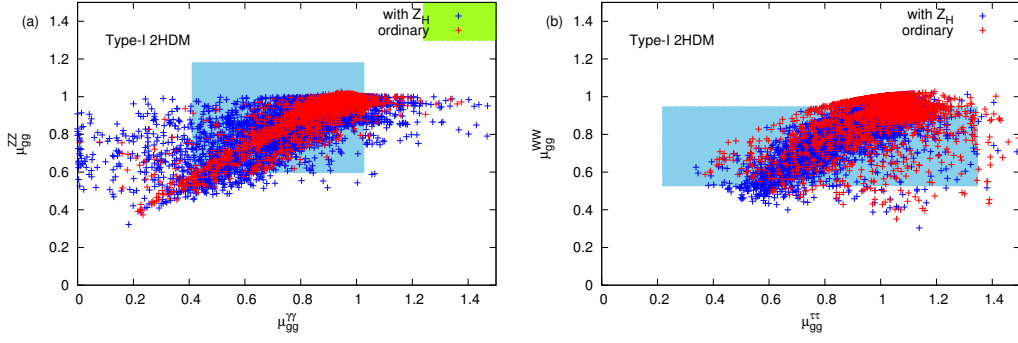 (a)
with Z_H
ordinary
Type-I 2HDM
μ_gg^ZZ
1.4
1.2
1
0.8
0.6
0.4
0.2
0
0 0.2 0.4 0.6 0.8 1 1.2 1.4
μ_gg^γγ
(b)
with Z_H
ordinary
Type-I 2HDM
μ_gg^WW
1.4
1.2
1
0.8
0.6
0.4
0.2
0
0 0.2 0.4 0.6 0.8 1 1.2 1.4
μ_gg^ττ